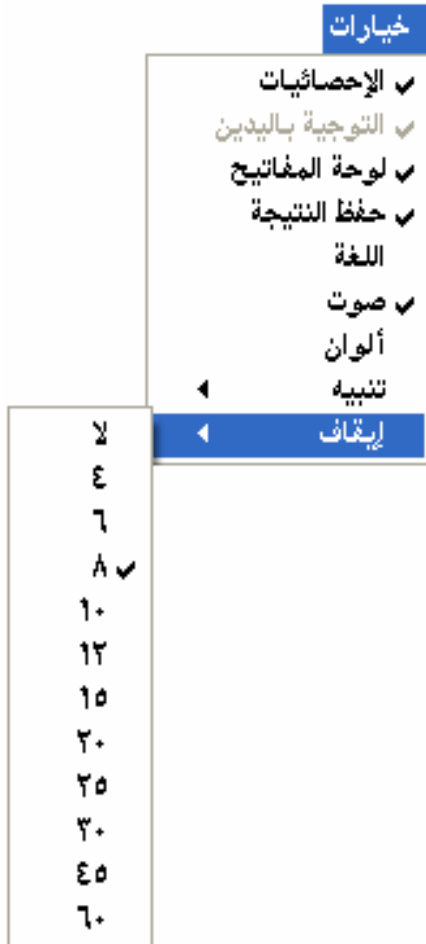 خيارات
الإحصائيات
التوجية باليدين
لوحة المفاتيح
حفظ النتيجة
اللغة
صوت
ألوان
تنبيه
إيقاف
لا
٤
٦
٨
١٠
١٢
١٥
٢٠
٢٥
٣٠
٤٥
٦٠